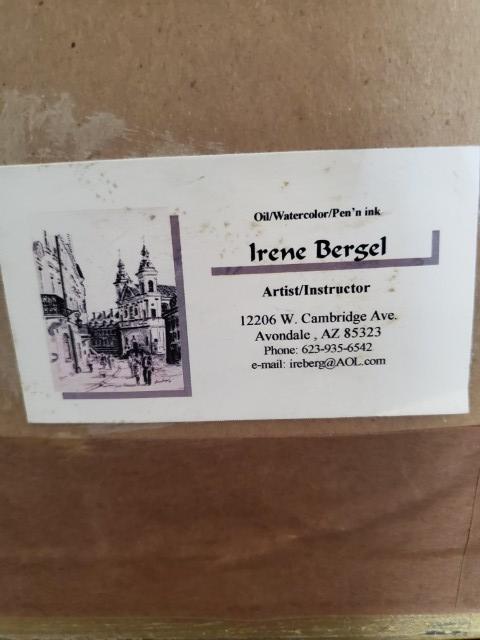 Oil/Watercolor/Pen'n ink
Irene Bergel
Artist/Instructor
12206 W. Cambridge Ave.
Avondale , AZ 85323
Phone: 623-935-6542
e-mail: ireberg@AOL.com